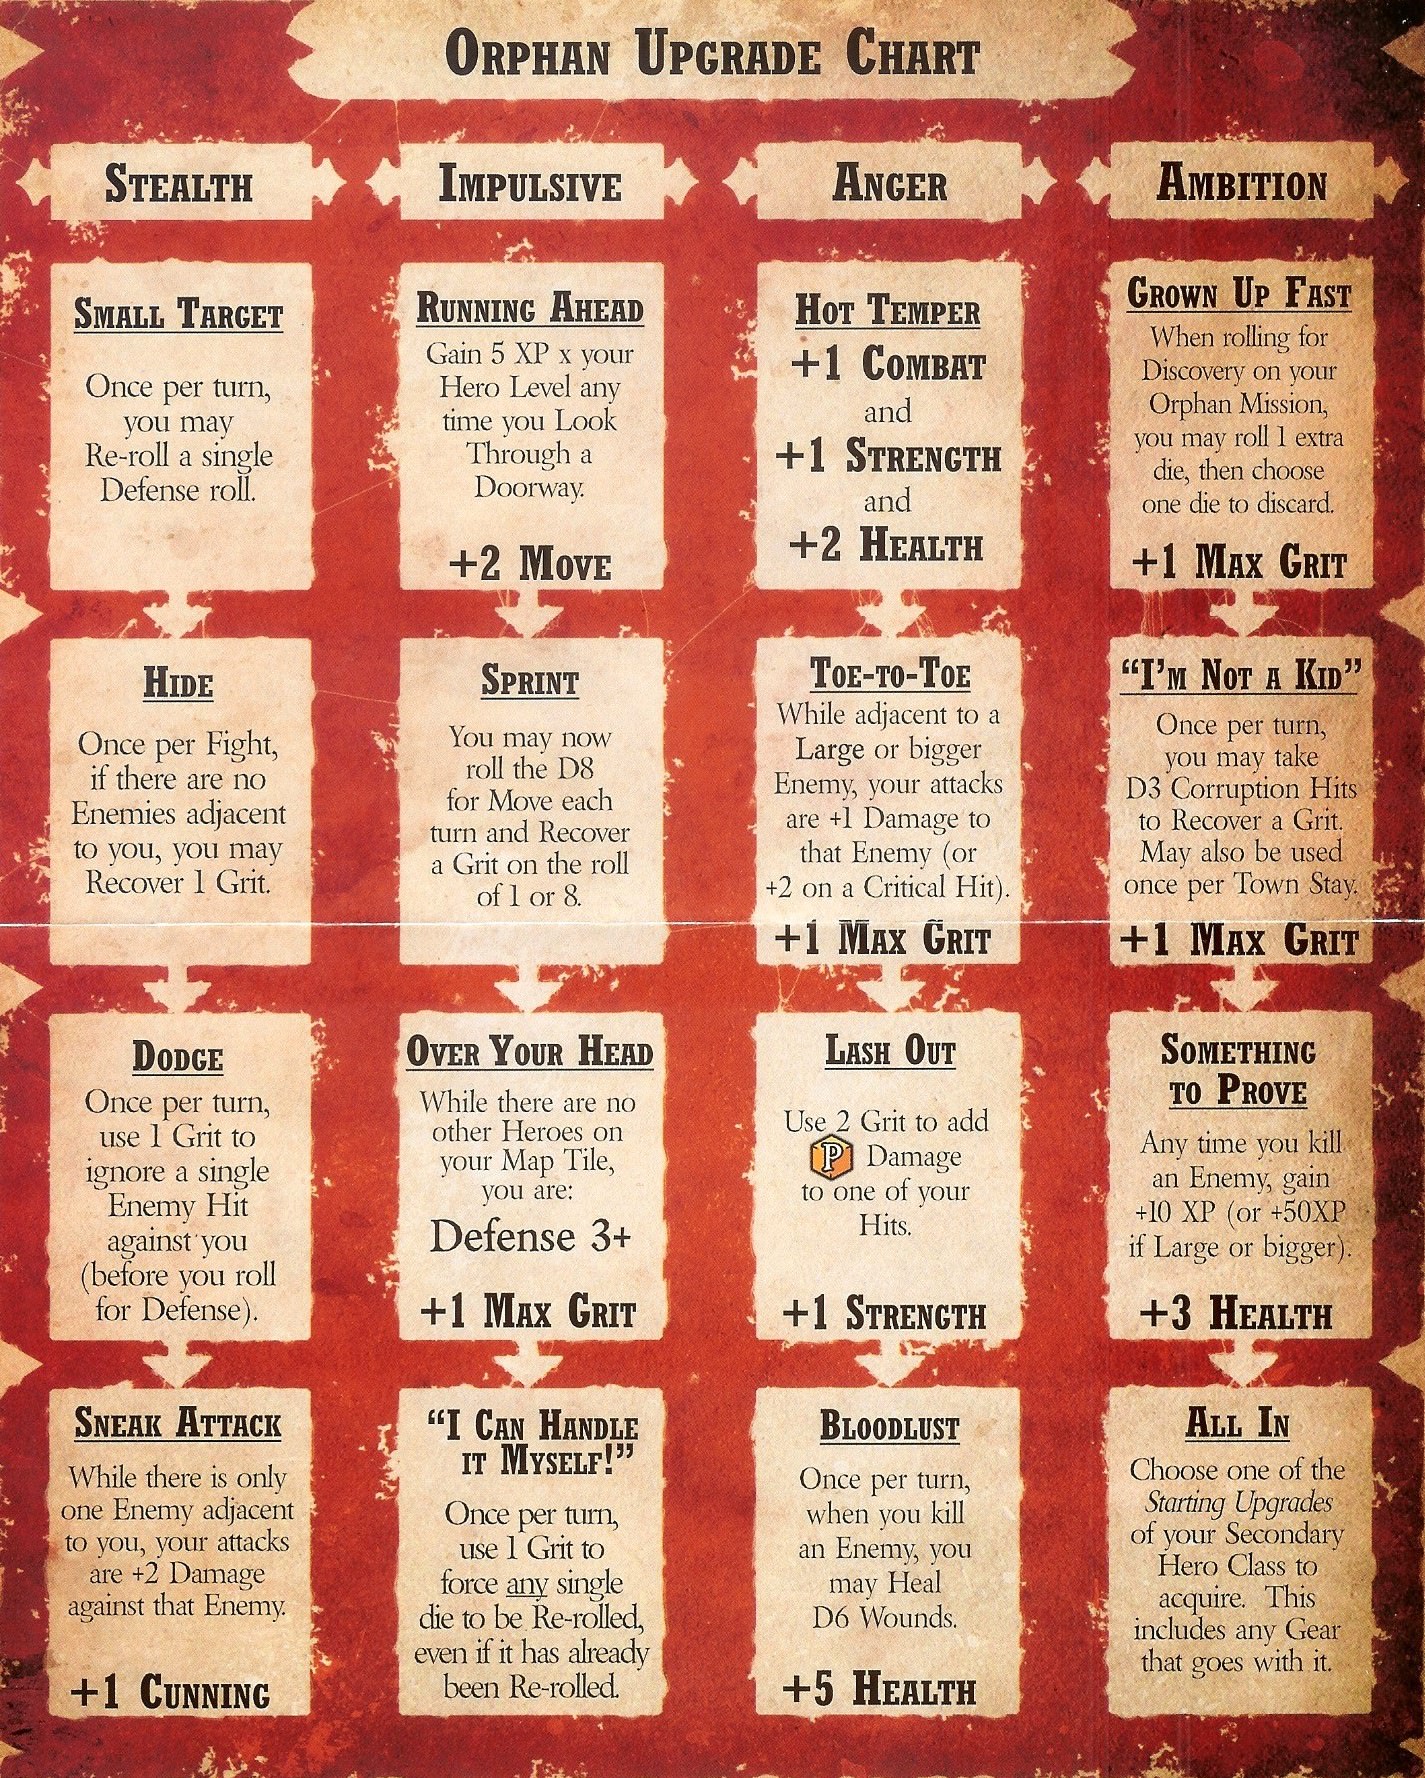 Orphan Upgrade Chart
Stealth
Small Target
Once per turn,
you may
Re-roll a single
Defense roll.
Hide
Once per Fight,
if there are no
Enemies adjacent
to you, you may
Recover 1 Grit.
Dodge
Once per turn,
use 1 Grit to
ignore a single
Enemy Hit
against you
(before you roll
for Defense).
Sneak Attack
While there is only
one Enemy adjacent
to you, your attacks
are +2 Damage
against that Enemy.
+1 Cunning
Impulsive
Running Ahead
Gain 5 XP x your
Hero Level any
time you Look
Through a
Doorway.
+2 Move
Sprint
You may now
roll the D8
for Move each
turn and Recover
a Grit on the roll
of 1 or 8.
Over Your Head
While there are no
other Heroes on
your Map Tile,
you are:
Defense 3+
+1 Max Grit
“I Can Handle
it Myself!”
Once per turn,
use 1 Grit to
force any single
die to be Re-rolled,
even if it has already
been Re-rolled.
Anger
Hot Temper
+1 Combat
and
+1 Strength
and
+2 Health
Toe-to-Toe
While adjacent to a
Large or bigger
Enemy, your attacks
are +1 Damage to
that Enemy (or
+2 on a Critical Hit).
+1 Max Grit
Lash Out
Use 2 Grit to add
P Damage
to one of your
Hits.
+1 Strength
Bloodlust
Once per turn,
when you kill
an Enemy, you
may Heal
D6 Wounds.
+5 Health
Ambition
Grown Up Fast
When rolling for
Discovery on your
Orphan Mission,
you may roll 1 extra
die, then choose
one die to discard.
+1 Max Grit
“I’m Not a Kid”
Once per turn,
you may take
D3 Corruption Hits
to Recover a Grit.
May also be used
once per Town Stay.
+1 Max Grit
Something
to Prove
Any time you kill
an Enemy, gain
+10 XP (or +50XP
if Large or bigger).
+3 Health
All In
Choose one of the
Starting Upgrades
of your Secondary
Hero Class to
acquire. This
includes any Gear
that goes with it.